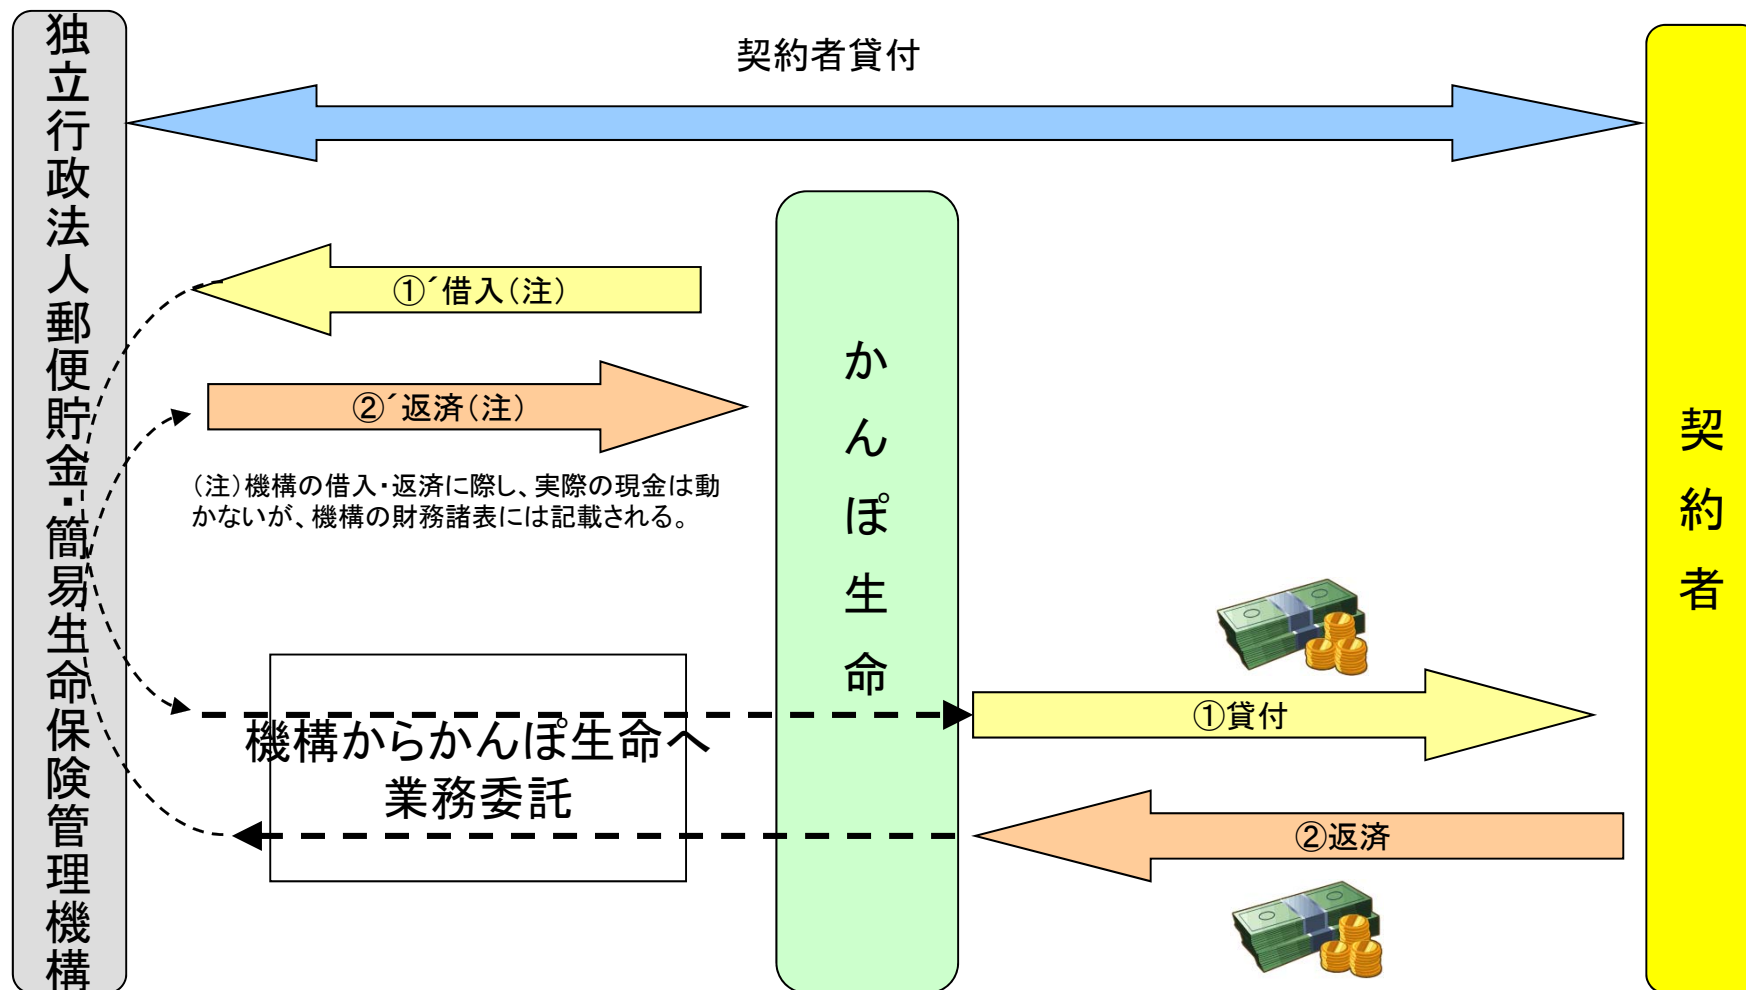 独立行政法人郵便貯金・簡易生命保険管理機構
契約者貸付
①´借入（注）
②´返済（注）
（注）機構の借入・返済に際し、実際の現金は動
かないが、機構の財務諸表には記載される。
機構からかんぽ生命へ
業務委託
かんぽ生命
①貸付
②返済
契約者